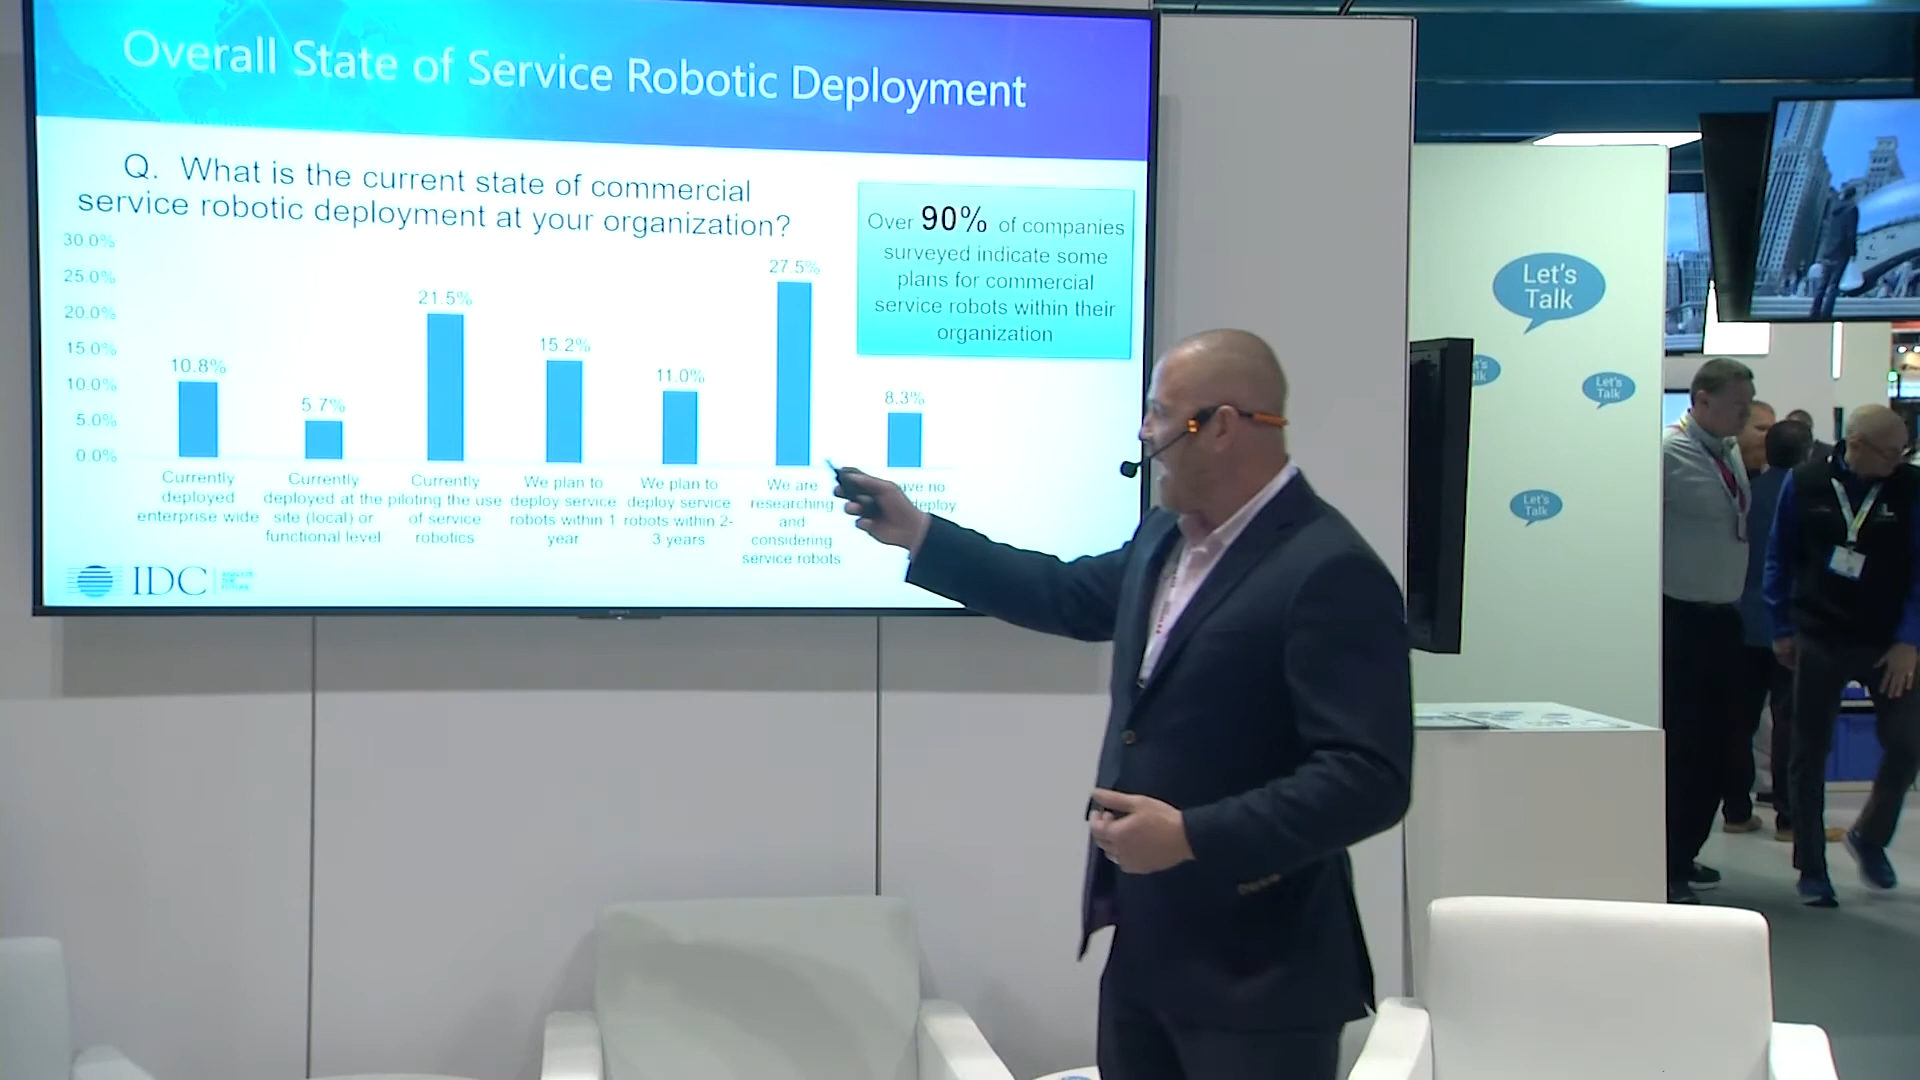 Overall State of Service Robotic Deployment
Q. What is the current state of commercial
service robotic deployment at your organization?
Over 90% of companies
surveyed indicate some
plans for commercial
service robots within their
organization
30.0%
25.0%
20.0%
15.0%
10.0%
5.0%
0.0%
10.8%
5.7%
21.5%
15.2%
11.0%
27.5%
8.3%
Currently
deployed
enterprise wide
Currently
deployed at the
site (local) or
functional level
Currently
piloting the use
of service
robotics
We plan to
deploy service
robots within 1
year
We plan to
deploy service
robots within 2-
3 years
We are
researching
and
considering
service robots
no
deploy
IDC
Let's
Talk
Let's
Talk
Let's
Talk